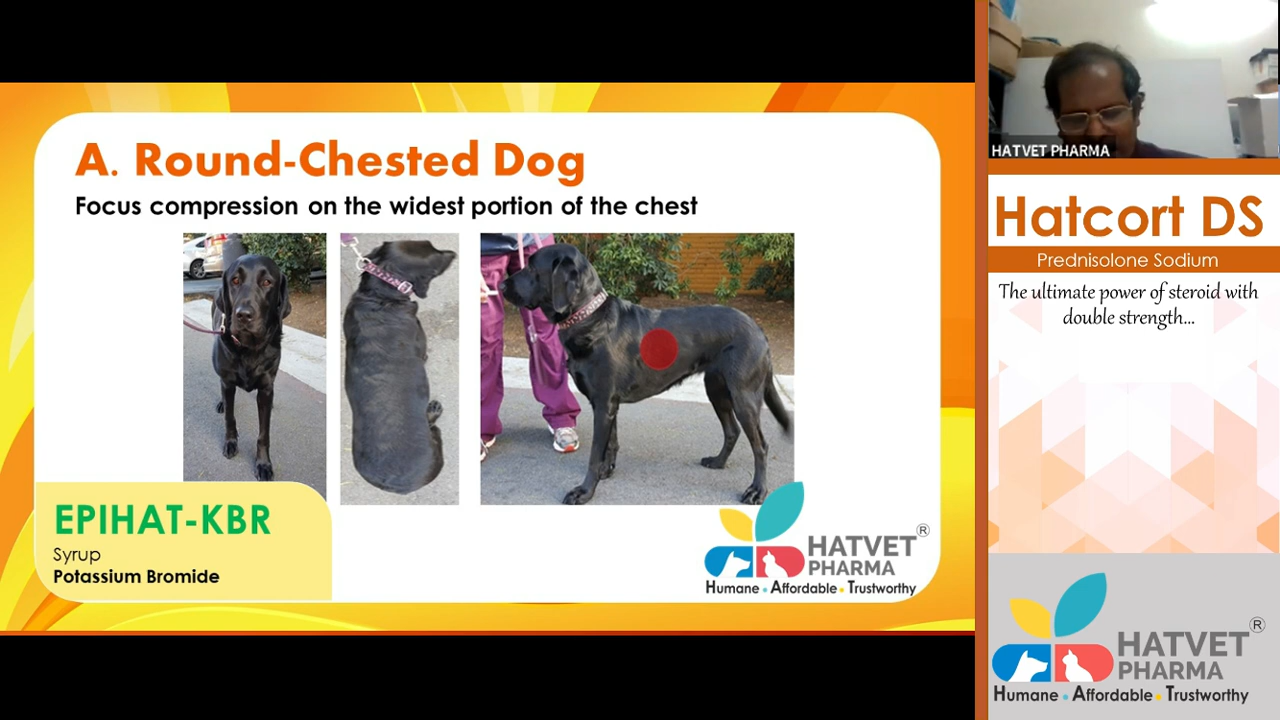 A. Round-Chested Dog
Focus compression on the widest portion of the chest
EPIHAT-KBR
Syrup
Potassium Bromide
HATVET®
PHARMA
Humane • Affordable • Trustworthy
HATVET PHARMA
Hatcort DS
Prednisolone Sodium
The ultimate power of steroid with
double strength...
HATVET®
PHARMA
Humane • Affordable • Trustworthy